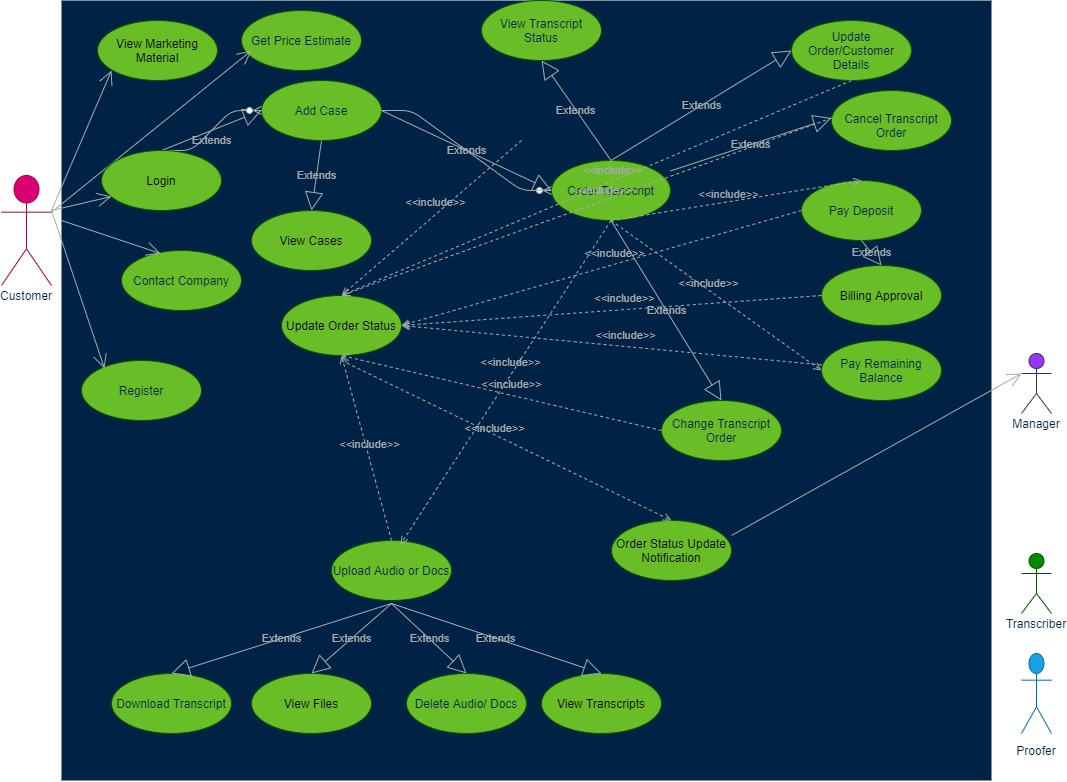 View Transcript
Status
View Marketing
Material
Get Price Estimate
Update
Order/Customer
Details
Add Case
Extends
Extends
Cancel Transcript
Order
Extends
Extends
Extends
Login
Extends
<<include>>
Order Transcript
<<include>>
<<include>>
Pay Deposit
View Cases
Extends
<<include>>
Contact Company
<<include>>
Billing Approval
<<include>>
Extends
Customer
Update Order Status
<<include>>
Pay Remaining
Balance
<<include>>
<<include>>
Register
Change Transcript
Order
Manager
<<include>>
<<include>>
Order Status Update
Notification
Upload Audio or Docs
Transcriber
Extends
Extends
Extends
Extends
Download Transcript
View Files
Delete Audio/ Docs
View Transcripts
Proofer